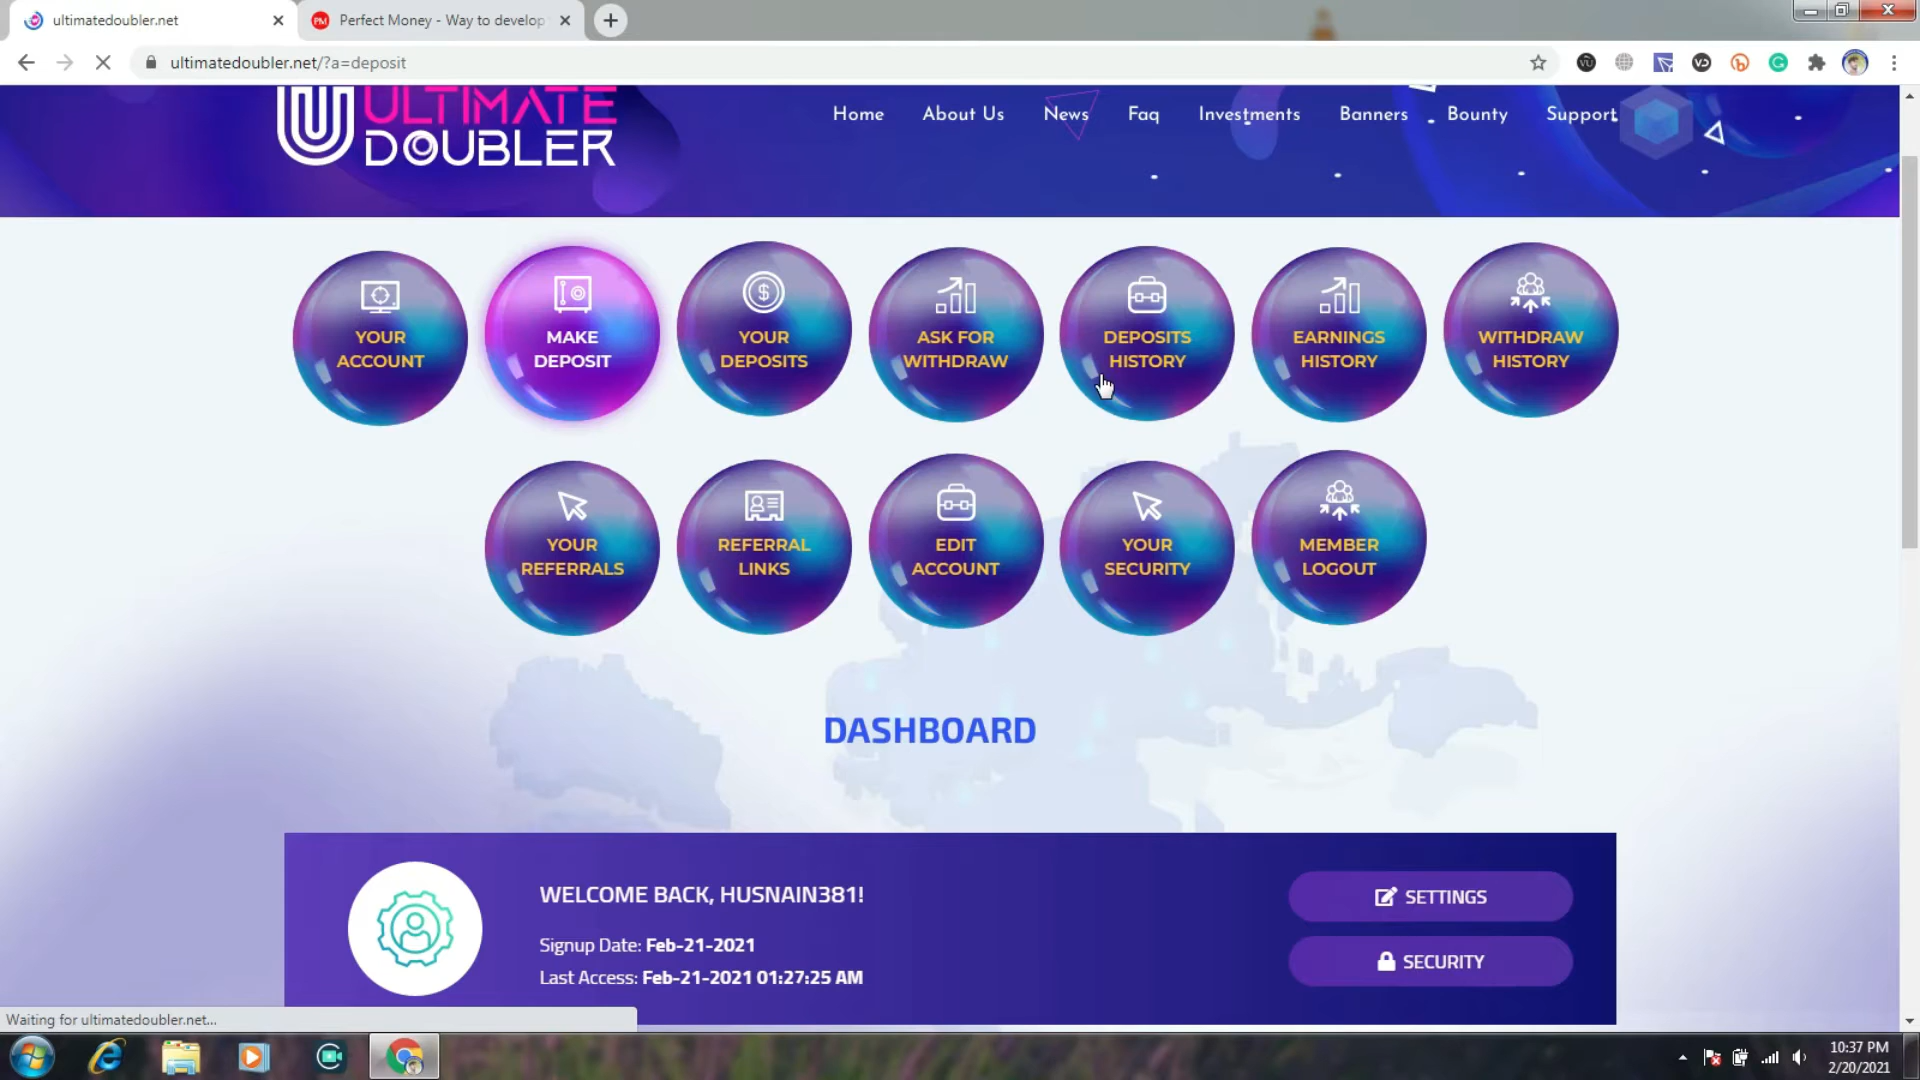 ultimatedoubler.net
Perfect Money - Way to develop
ultimatedoubler.net/?a=deposit
ULTIMATE
DOUBLER
Home
About Us
News
Faq
Investments
Banners
Bounty
Support
YOUR
ACCOUNT
MAKE
DEPOSIT
YOUR
DEPOSITS
ASK FOR
WITHDRAW
DEPOSITS
HISTORY
EARNINGS
HISTORY
WITHDRAW
HISTORY
YOUR
REFERRALS
REFERRAL
LINKS
EDIT
ACCOUNT
YOUR
SECURITY
MEMBER
LOGOUT
DASHBOARD
WELCOME BACK, HUSNAIN381!
Signup Date: Feb-21-2021
Last Access: Feb-21-2021 01:27:25 AM
SETTINGS
SECURITY
Waiting for ultimatedoubler.net...
10:37 PM
2/20/2021